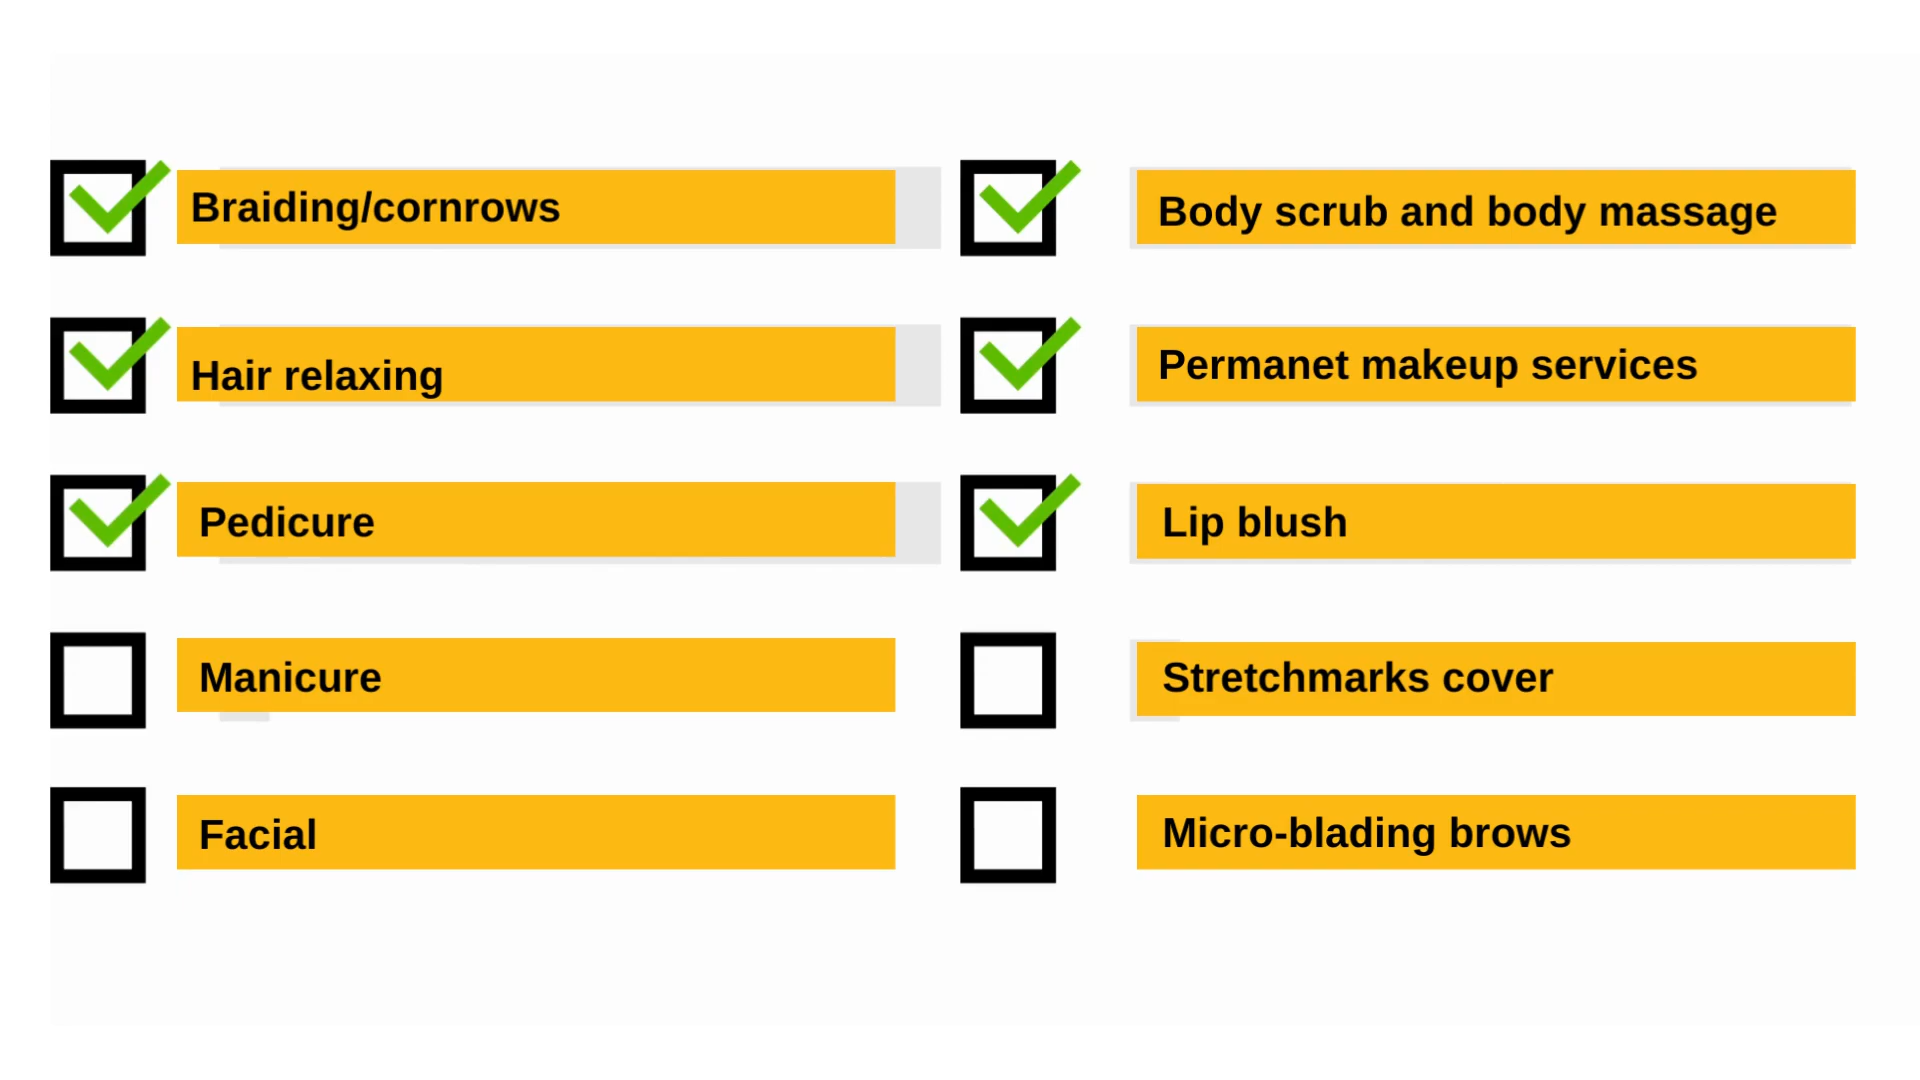 Braiding/cornrows
Hair relaxing
Pedicure
Manicure
Facial
Body scrub and body massage
Permanet makeup services
Lip blush
Stretchmarks cover
Micro-blading brows